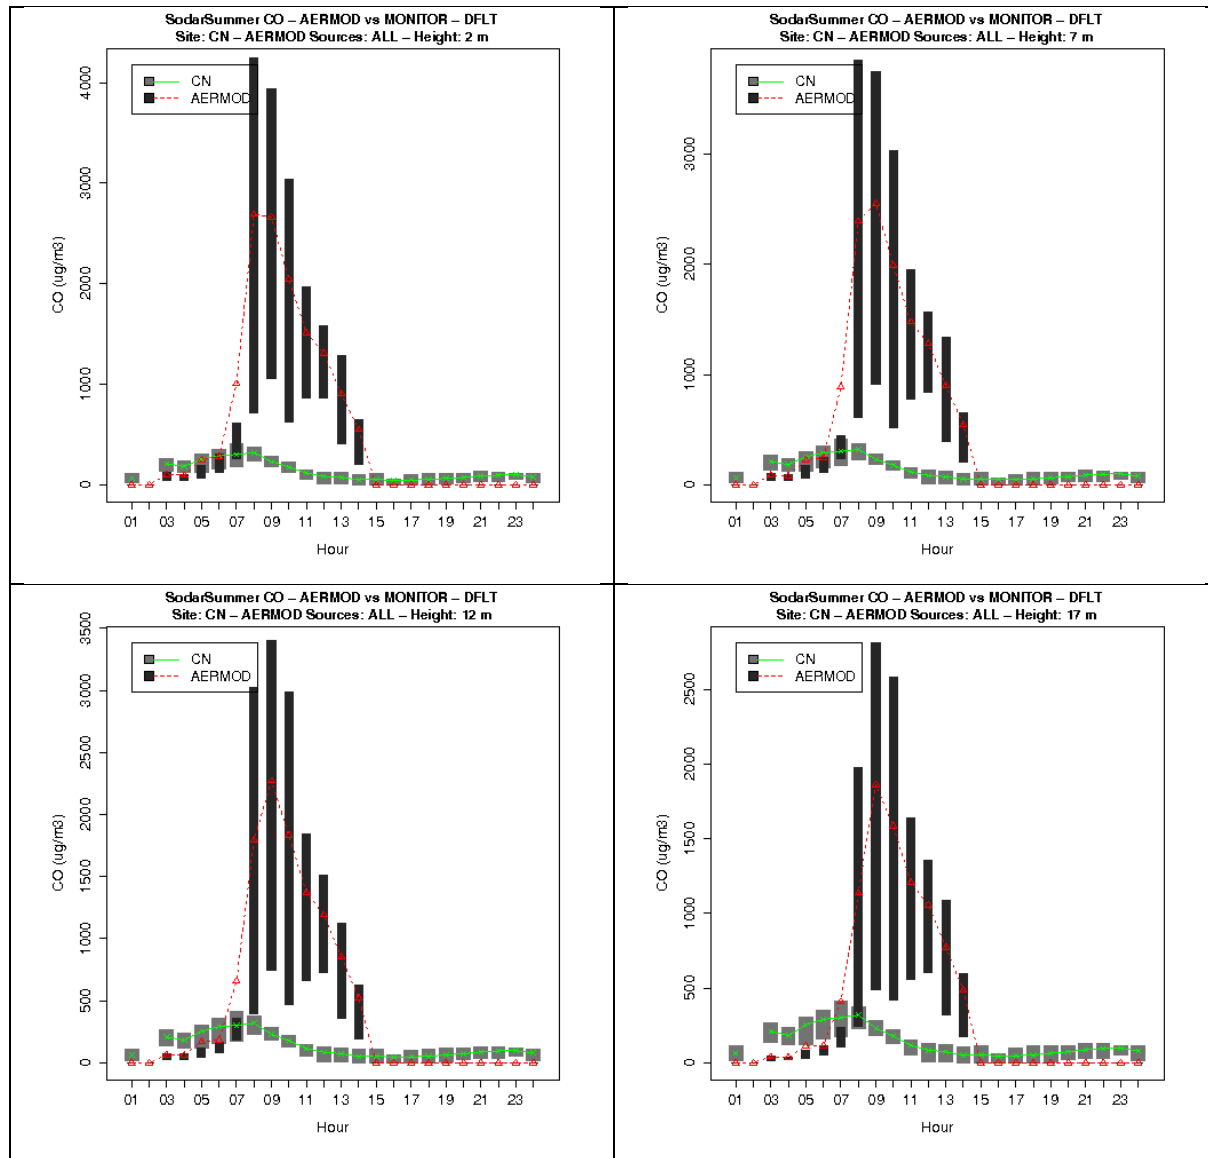 SodarSummer CO – AERMOD vs MONITOR – DFLT
Site: CN – AERMOD Sources: ALL – Height: 2 m
CN
AERMOD
CO (ug/m3)
0 1000 2000 3000 4000
01 03 05 07 09 11 13 15 17 19 21 23
Hour
SodarSummer CO – AERMOD vs MONITOR – DFLT
Site: CN – AERMOD Sources: ALL – Height: 7 m
CN
AERMOD
CO (ug/m3)
0 1000 2000 3000
01 03 05 07 09 11 13 15 17 19 21 23
Hour
SodarSummer CO – AERMOD vs MONITOR – DFLT
Site: CN – AERMOD Sources: ALL – Height: 12 m
CN
AERMOD
CO (ug/m3)
0 500 1000 1500 2000 2500 3000 3500
01 03 05 07 09 11 13 15 17 19 21 23
Hour
SodarSummer CO – AERMOD vs MONITOR – DFLT
Site: CN – AERMOD Sources: ALL – Height: 17 m
CN
AERMOD
CO (ug/m3)
0 500 1000 1500 2000 2500
01 03 05 07 09 11 13 15 17 19 21 23
Hour